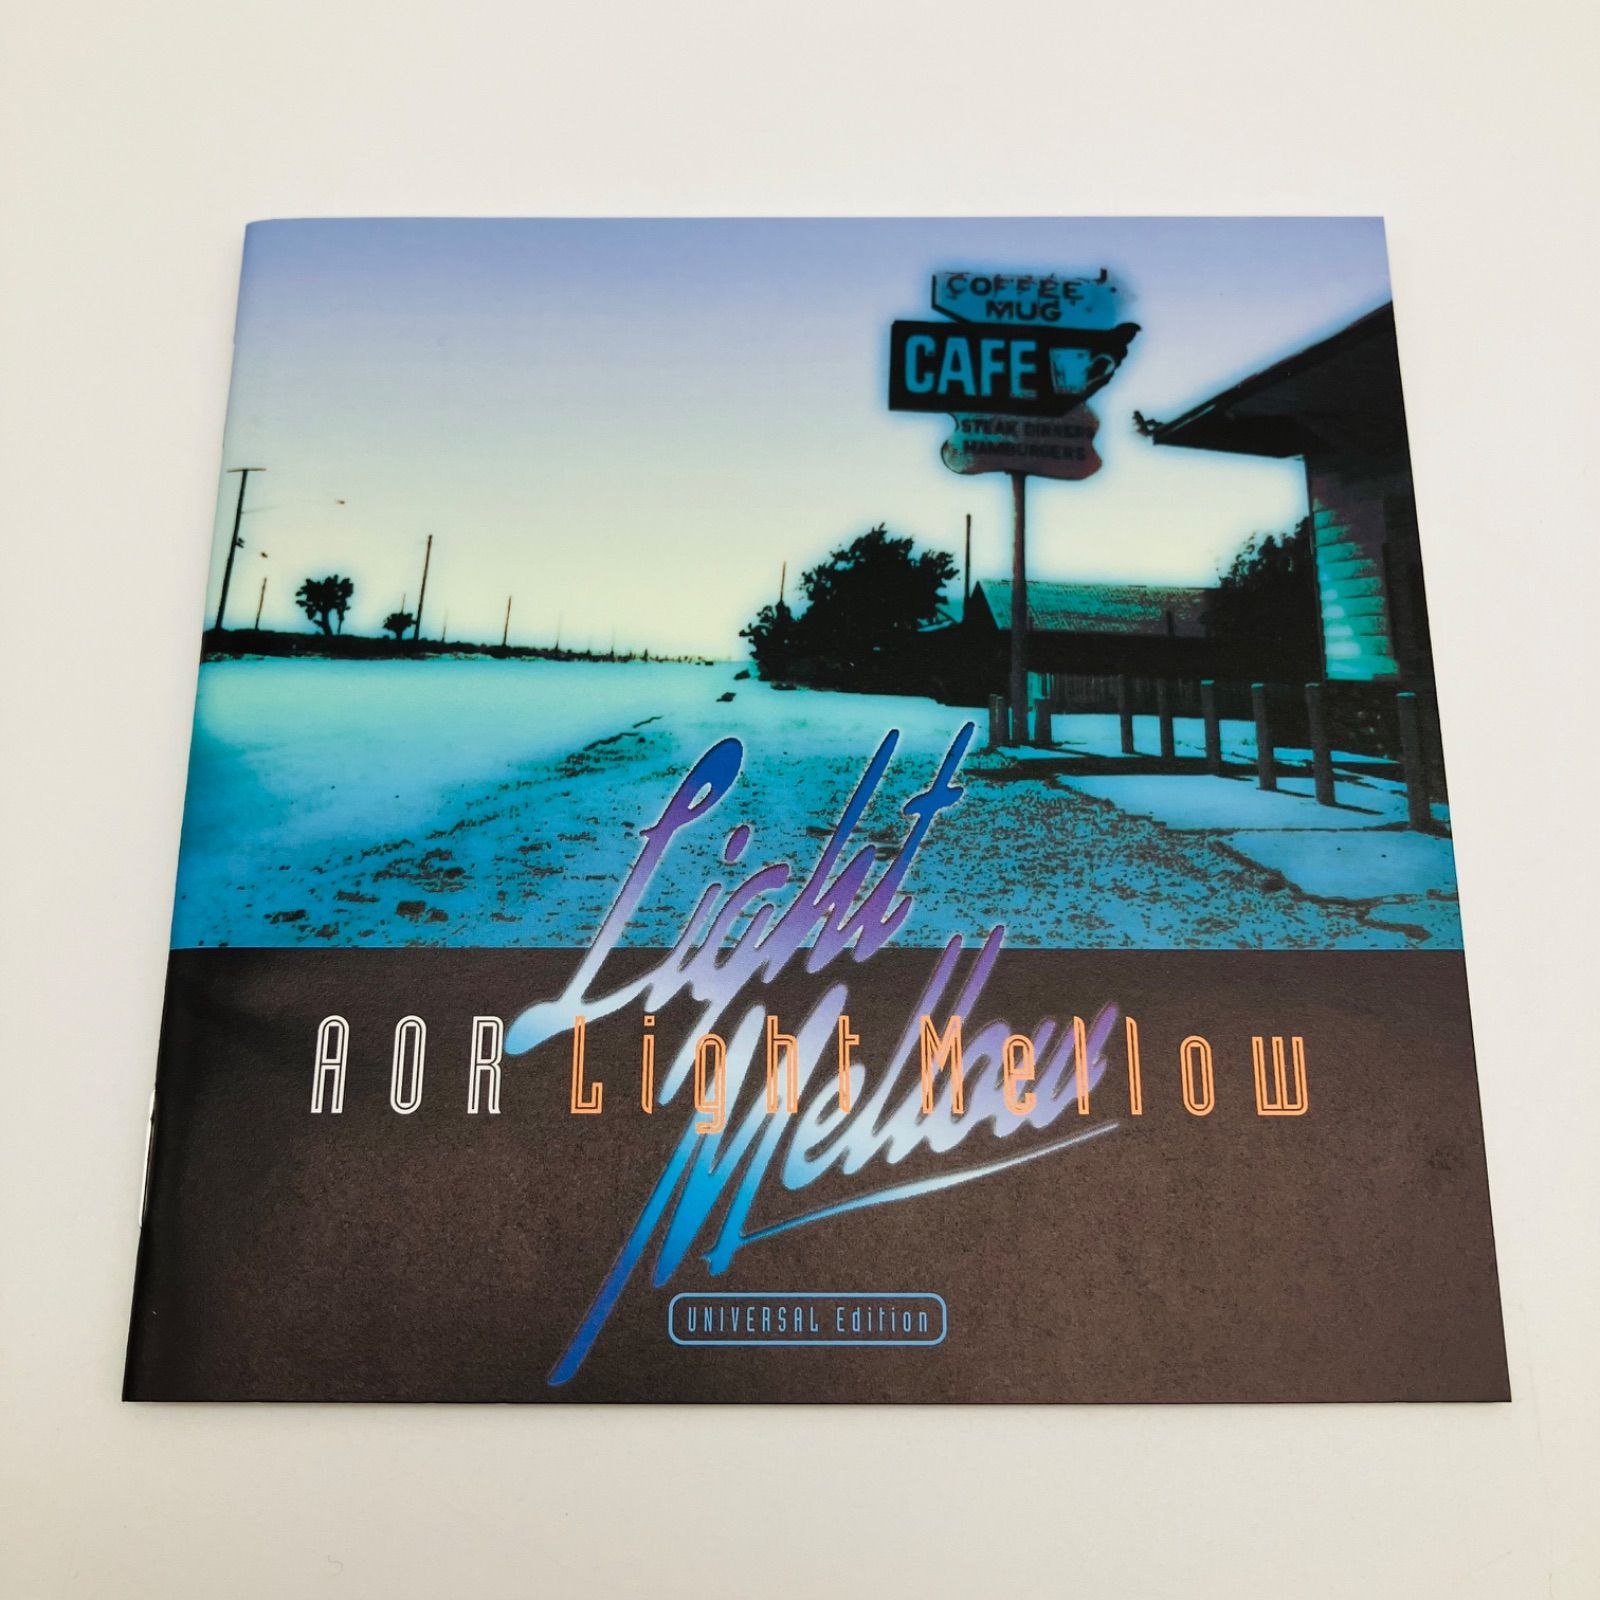 COFFEE
MUG
CAFE
STEAK DINNERS
HAMBURGERS
Light
Mellow
AOR Light Mellow
UNIVERSAL Edition